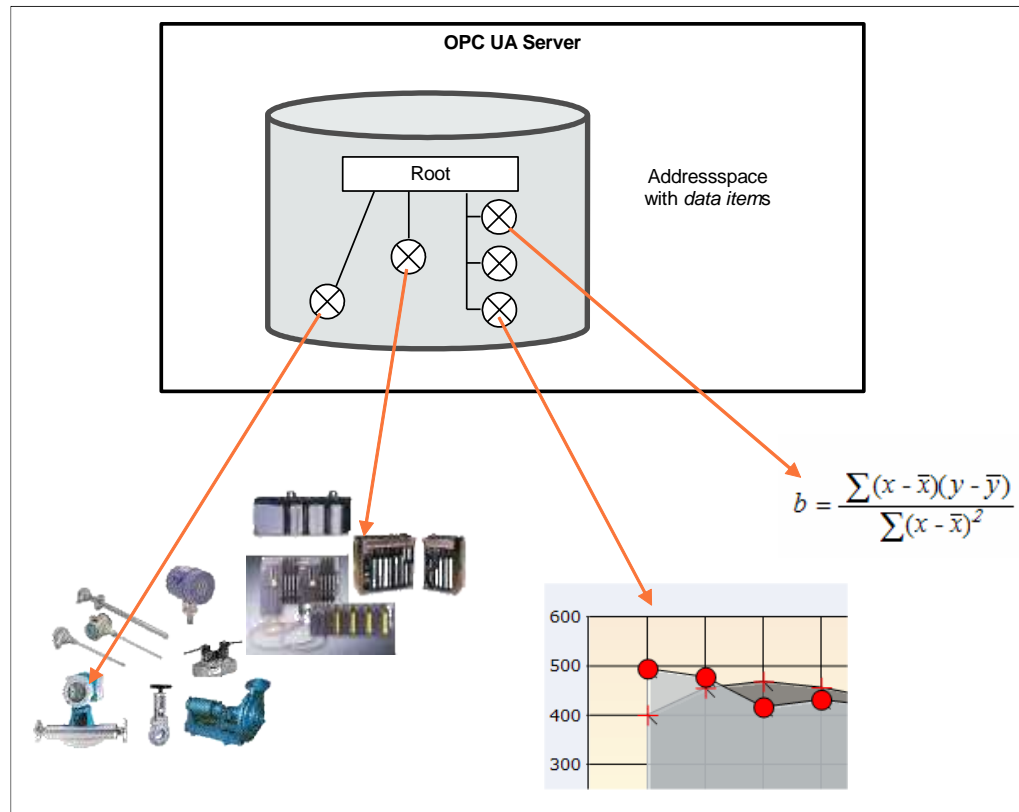 OPC UA Server
Root
Addressspace
with data items
b = ∑(x - x̅)(y - y̅)
∑(x - x̅)²
600
500
400
300